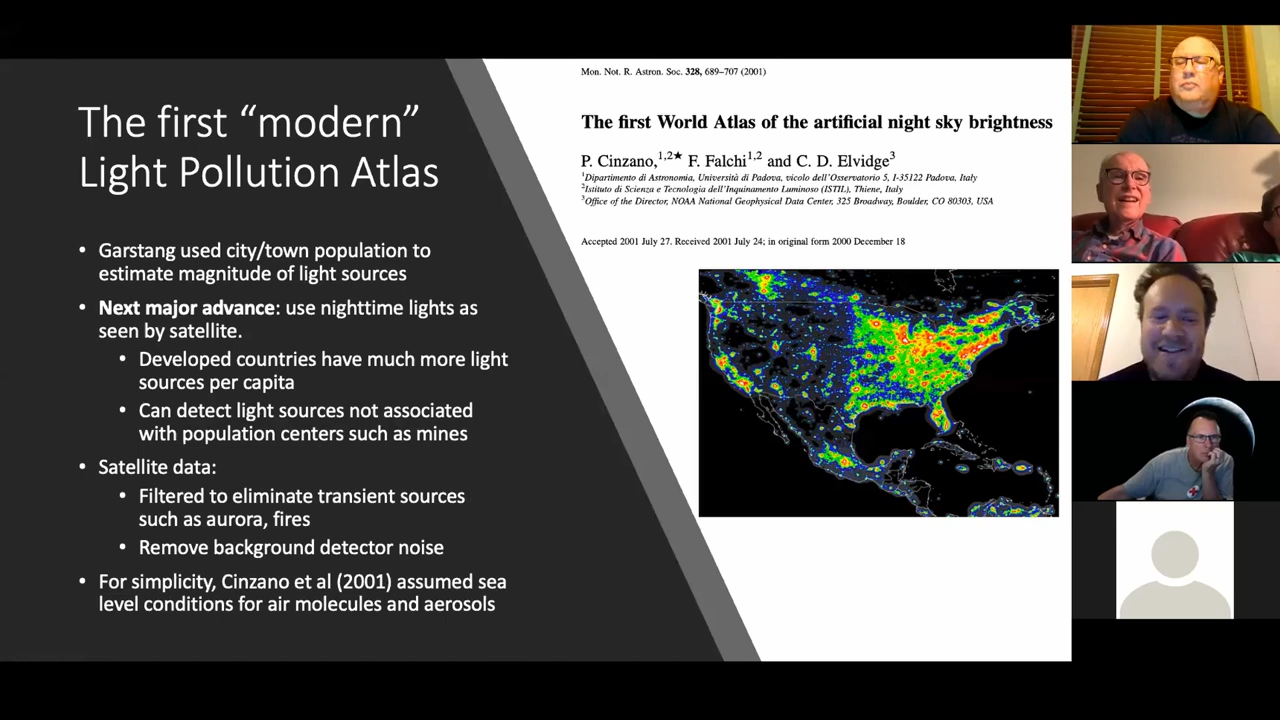 The first “modern”
Light Pollution Atlas
• Garstang used city/town population to
estimate magnitude of light sources
• Next major advance: use nighttime lights as
seen by satellite.
• Developed countries have much more light
sources per capita
• Can detect light sources not associated
with population centers such as mines
• Satellite data:
• Filtered to eliminate transient sources
such as aurora, fires
• Remove background detector noise
• For simplicity, Cinzano et al (2001) assumed sea
level conditions for air molecules and aerosols
Mon. Not. R. Astron. Soc. 328, 689–707 (2001)
The first World Atlas of the artificial night sky brightness
P. Cinzano,1,2★ F. Falchi1,2 and C. D. Elvidge3
1Dipartimento di Astronomia, Università di Padova, vicolo dell'Osservatorio 5, I-35122 Padova, Italy
2Istituto di Scienza e Tecnologia dell'Inquinamento Luminoso (ISTIL), Thiene, Italy
3Office of the Director, NOAA National Geophysical Data Center, 325 Broadway, Boulder, CO 80303, USA
Accepted 2001 July 27. Received 2001 July 24; in original form 2000 December 18